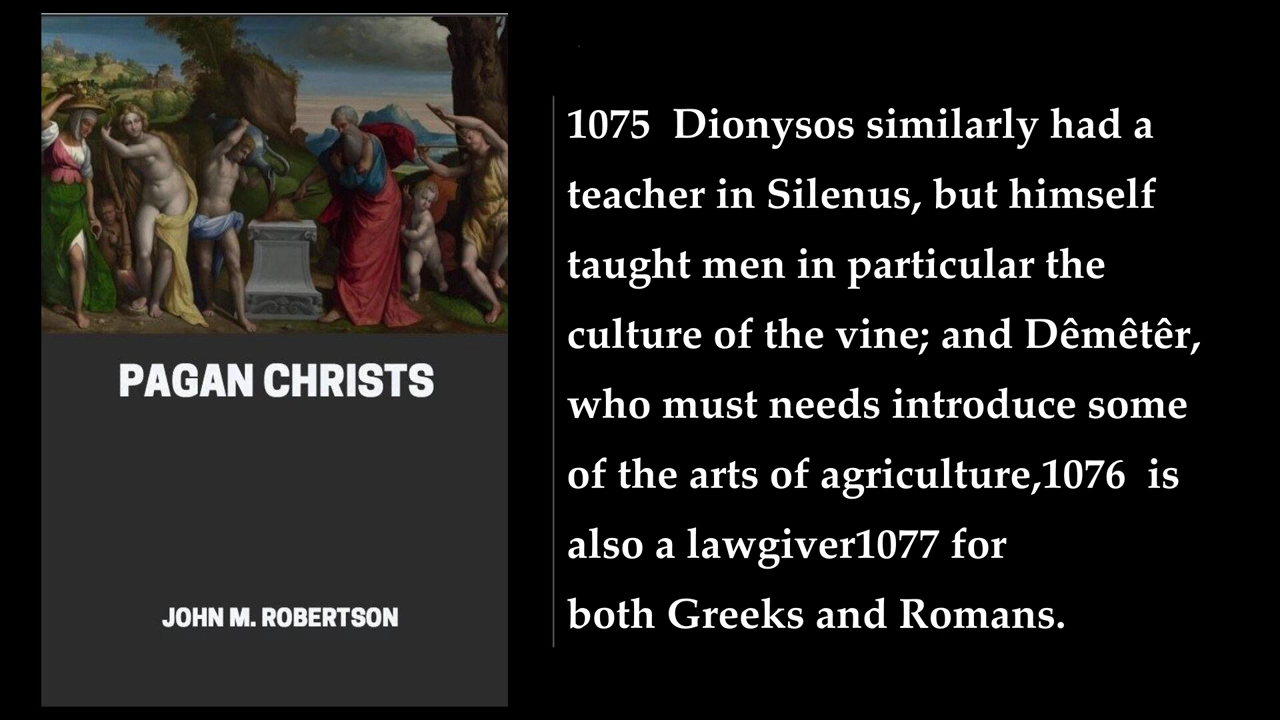 PAGAN CHRISTS
JOHN M. ROBERTSON
1075  Dionysos similarly had a
teacher in Silenus, but himself
taught men in particular the
culture of the vine; and Dêmêtêr,
who must needs introduce some
of the arts of agriculture,1076  is
also a lawgiver1077 for
both Greeks and Romans.